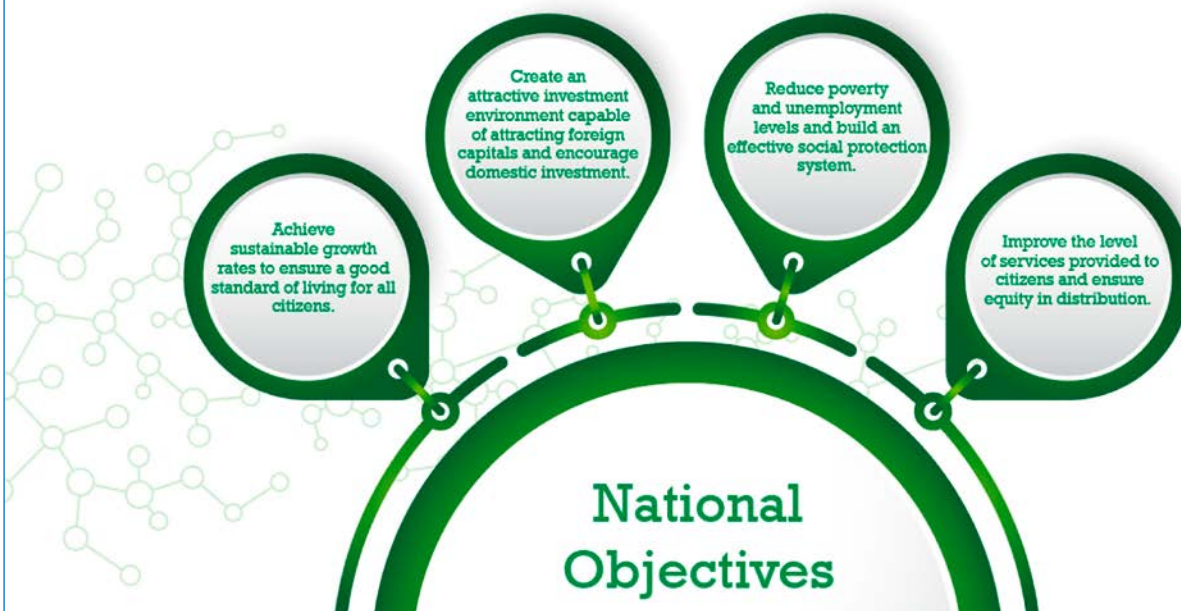 Achieve
sustainable growth
rates to ensure a good
standard of living for all
citizens.
Create an
attractive investment
environment capable
of attracting foreign
capitals and encourage
domestic investment.
Reduce poverty
and unemployment
levels and build an
effective social protection
system.
Improve the level
of services provided to
citizens and ensure
equity in distribution.
National
Objectives